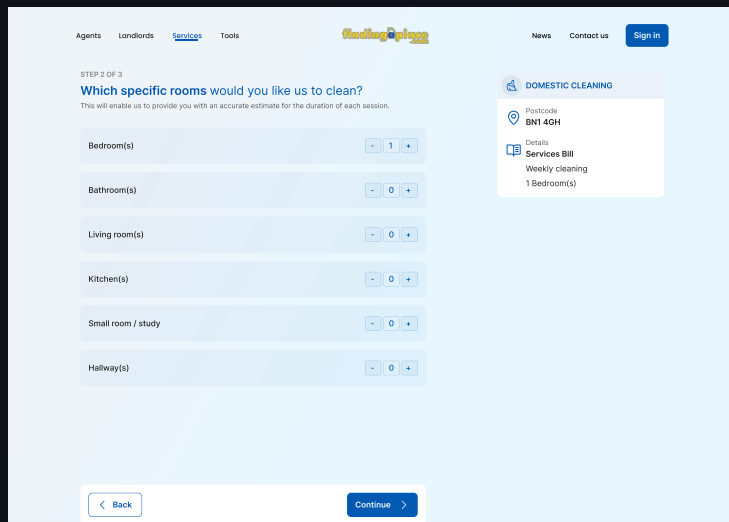 Agents Landlords Services Tools findingaplace.com News Contact us Sign in
STEP 2 OF 3
Which specific rooms would you like us to clean?
This will enable us to provide you with an accurate estimate for the duration of each session.
Bedroom(s) - 1 +
Bathroom(s) - 0 +
Living room(s) - 0 +
Kitchen(s) - 0 +
Small room / study - 0 +
Hallway(s) - 0 +
Back Continue
DOMESTIC CLEANING
Postcode
BN1 4GH
Details
Services Bill
Weekly cleaning
1 Bedroom(s)